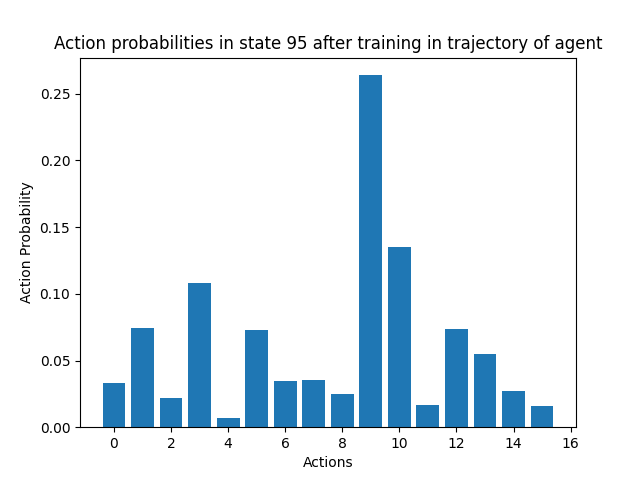 Action probabilities in state 95 after training in trajectory of agent
0.25
0.20
0.15
0.10
0.05
0.00
Action Probability
0 2 4 6 8 10 12 14 16
Actions